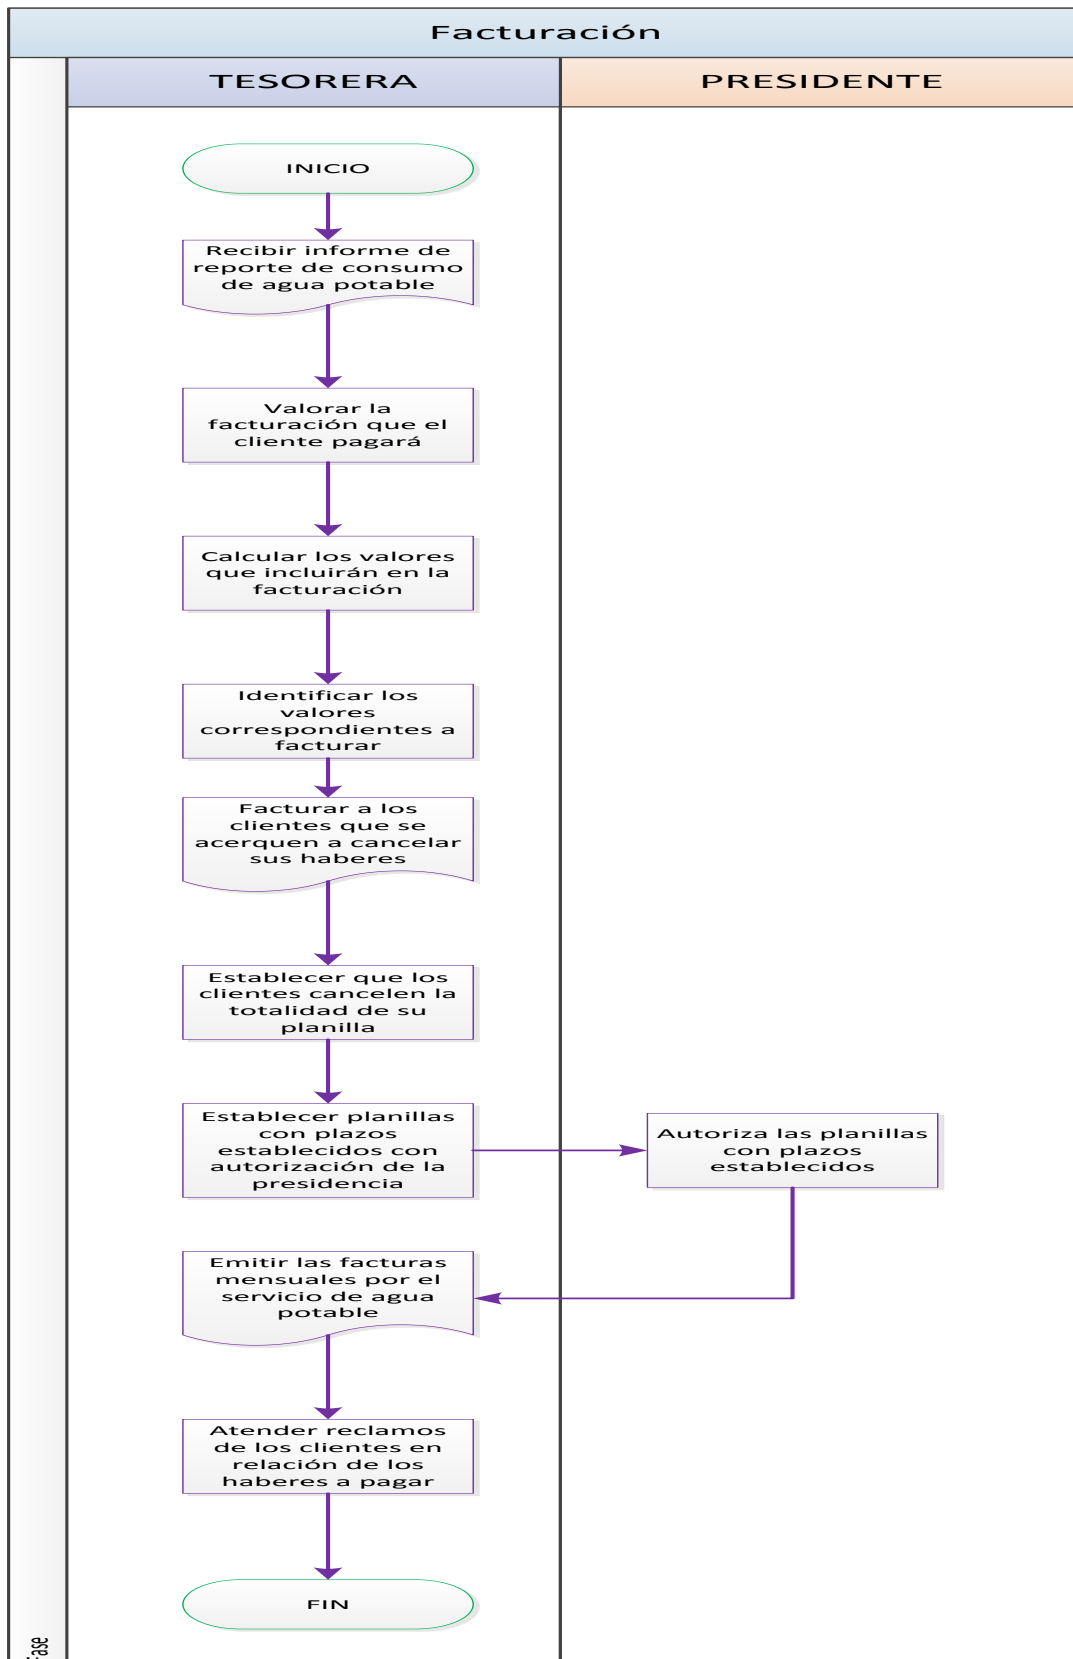 Facturación
TESORERA
PRESIDENTE
INICIO
Recibir informe de
reporte de consumo
de agua potable
Valorar la
facturación que el
cliente pagará
Calcular los valores
que incluirán en la
facturación
Identificar los
valores
correspondientes a
facturar
Facturar a los
clientes que se
acerquen a cancelar
sus haberes
Establecer que los
clientes cancelen la
totalidad de su
planilla
Establecer planillas
con plazos
establecidos con
autorización de la
presidencia
Autoriza las planillas
con plazos
establecidos
Emitir las facturas
mensuales por el
servicio de agua
potable
Atender reclamos
de los clientes en
relación de los
haberes a pagar
FIN
Fase